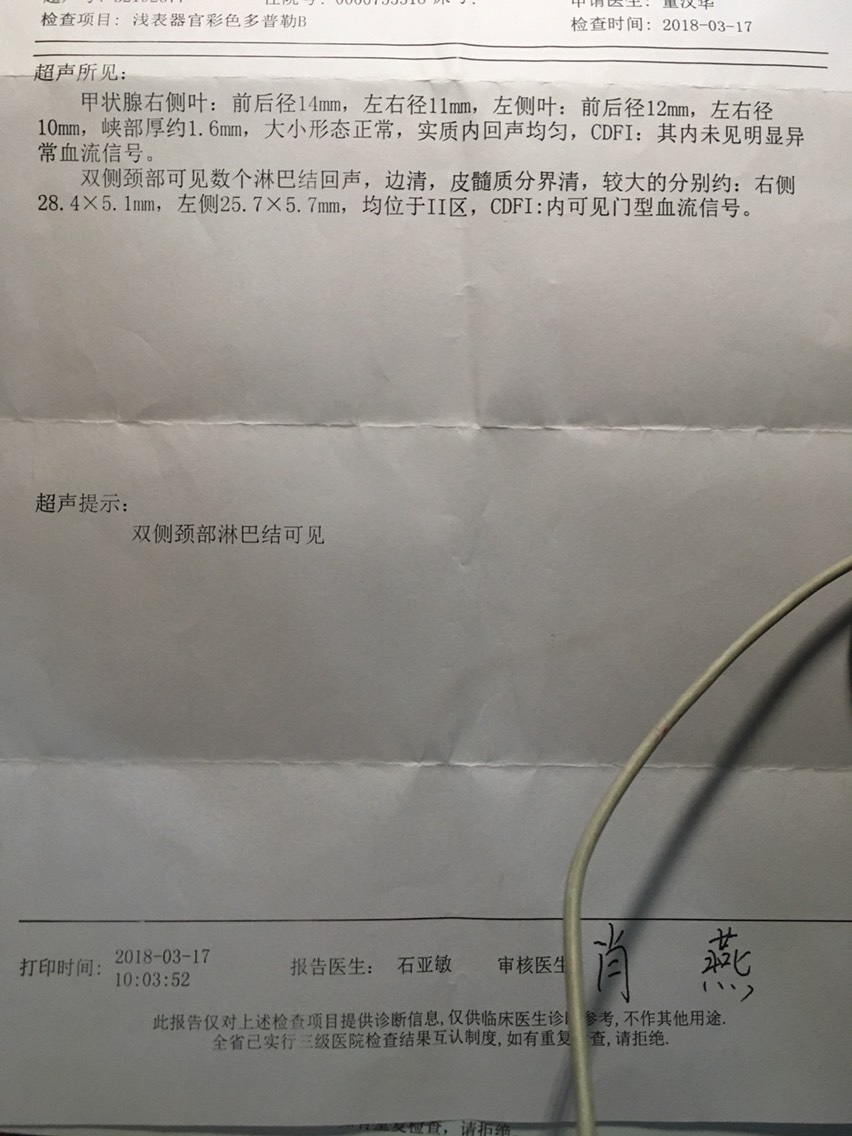 检查项目: 浅表器官彩色多普勒B
检查时间: 2018-03-17
超声所见:
甲状腺右侧叶: 前后径14mm, 左右径11mm, 左侧叶: 前后径12mm, 左右径
10mm, 峡部厚约1.6mm, 大小形态正常, 实质内回声均匀, CDFI: 其内未见明显异
常血流信号。
双侧颈部可见数个淋巴结回声, 边清, 皮髓质分界清, 较大的分别约: 右侧
28.4×5.1mm, 左侧25.7×5.7mm, 均位于II区, CDFI:内可见门型血流信号。
超声提示:
双侧颈部淋巴结可见
打印时间: 2018-03-17
10:03:52
报告医生: 石亚敏 审核医生 肖燕
此报告仅对上述检查项目提供诊断信息,仅供临床医生诊 参考,不作其他用途.
全省已实行三级医院检查结果互认制度,如有重复 查,请拒绝.
重复检查, 请拒绝